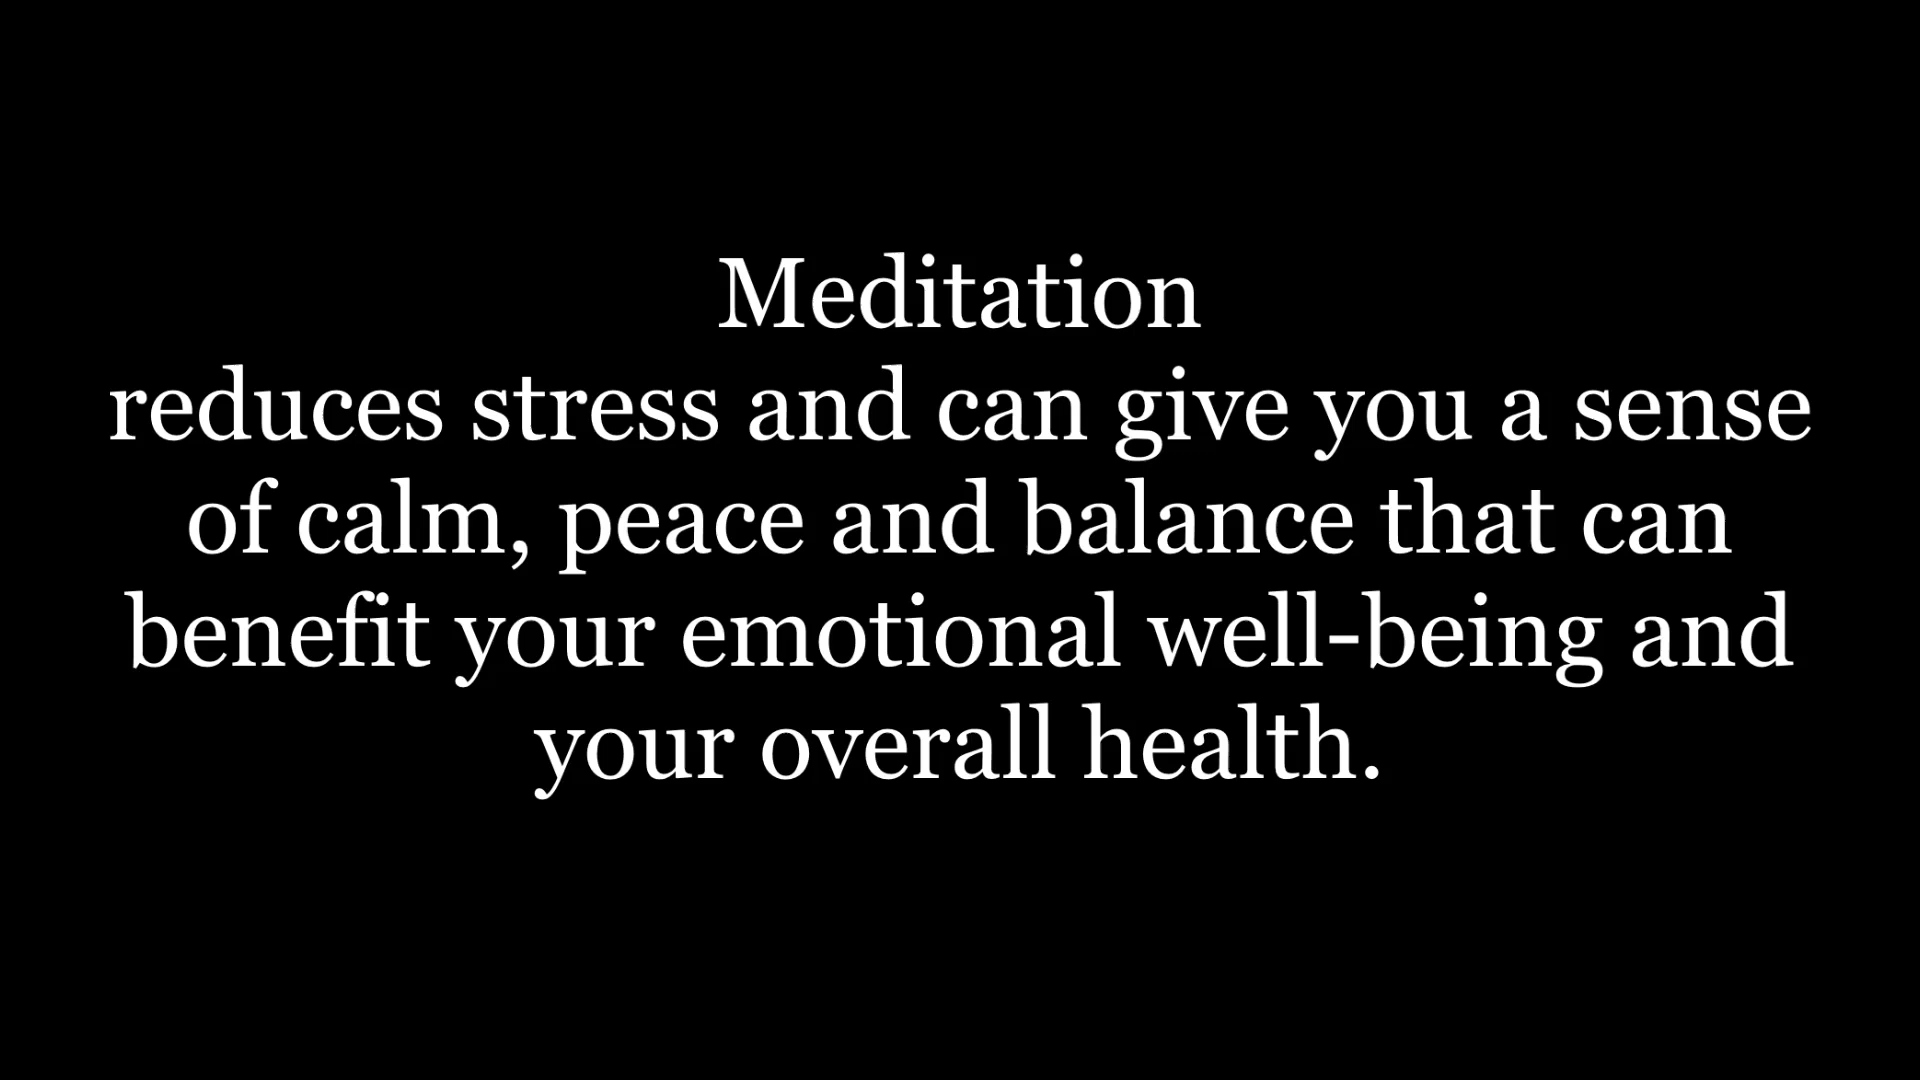 Meditation
reduces stress and can give you a sense
of calm, peace and balance that can
benefit your emotional well-being and
your overall health.